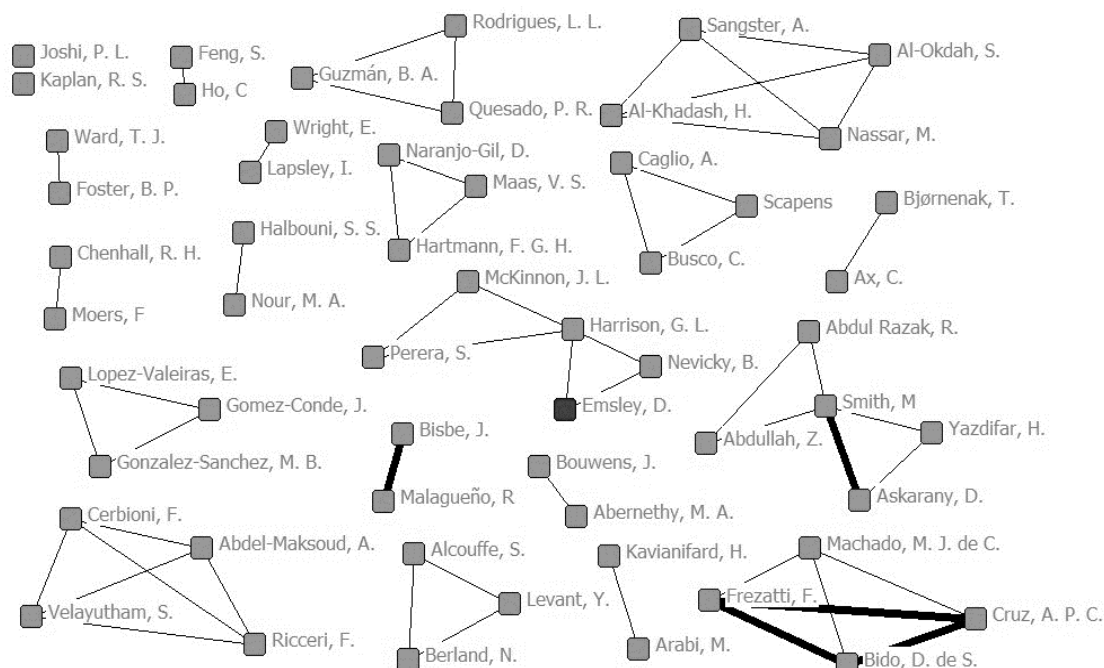 Joshi, P. L.
Kaplan, R. S.
Feng, S.
Ho, C
Rodrigues, L. L.
Guzmán, B. A.
Quesado, P. R.
Sangster, A.
Al-Okdah, S.
Al-Khadash, H.
Nassar, M.
Ward, T. J.
Foster, B. P.
Wright, E.
Lapsley, I.
Naranjo-Gil, D.
Maas, V. S.
Hartmann, F. G. H.
Caglio, A.
Scapens
Busco, C.
Bjørnenak, T.
Ax, C.
Chenhall, R. H.
Moers, F
Halbouni, S. S.
Nour, M. A.
McKinnon, J. L.
Harrison, G. L.
Perera, S.
Nevicky, B.
Emsley, D.
Abdul Razak, R.
Smith, M
Abdullah, Z.
Yazdifar, H.
Askarany, D.
Lopez-Valeiras, E.
Gomez-Conde, J.
Gonzalez-Sanchez, M. B.
Bisbe, J.
Malagueño, R
Bouwens, J.
Abernethy, M. A.
Cerbioni, F.
Abdel-Maksoud, A.
Velayutham, S.
Ricceri, F.
Alcouffe, S.
Levant, Y.
Berland, N.
Kavianifard, H.
Arabi, M.
Machado, M. J. de C.
Frezatti, F.
Cruz, A. P. C.
Bido, D. de S.